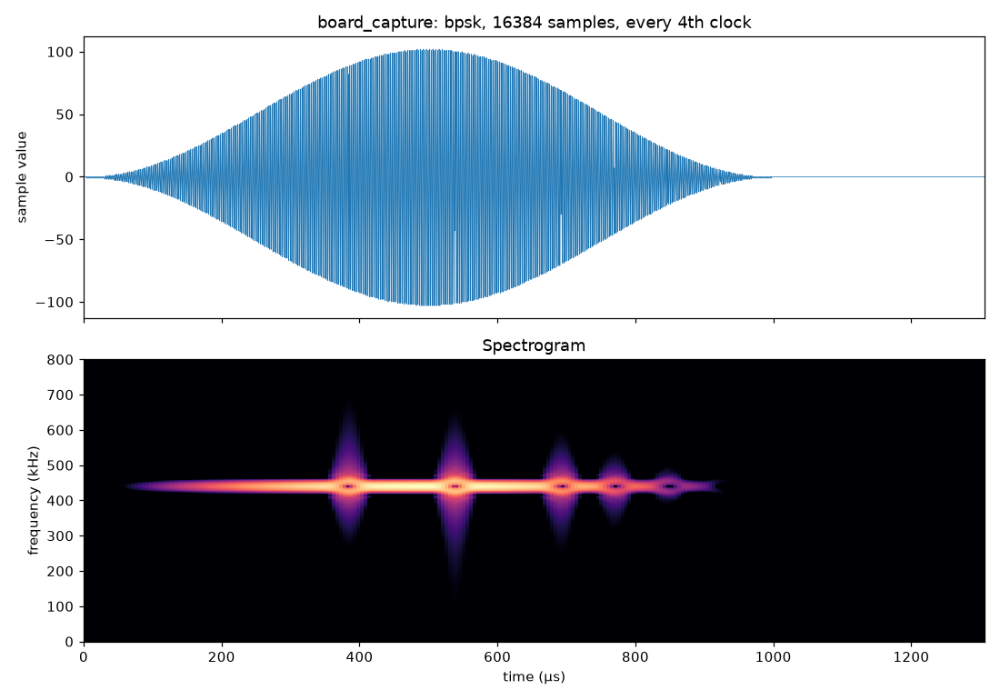 board_capture: bpsk, 16384 samples, every 4th clock
100
50
0
−50
−100
sample value
Spectrogram
800
700
600
500
400
300
200
100
0
frequency (kHz)
0 200 400 600 800 1000 1200
time (µs)